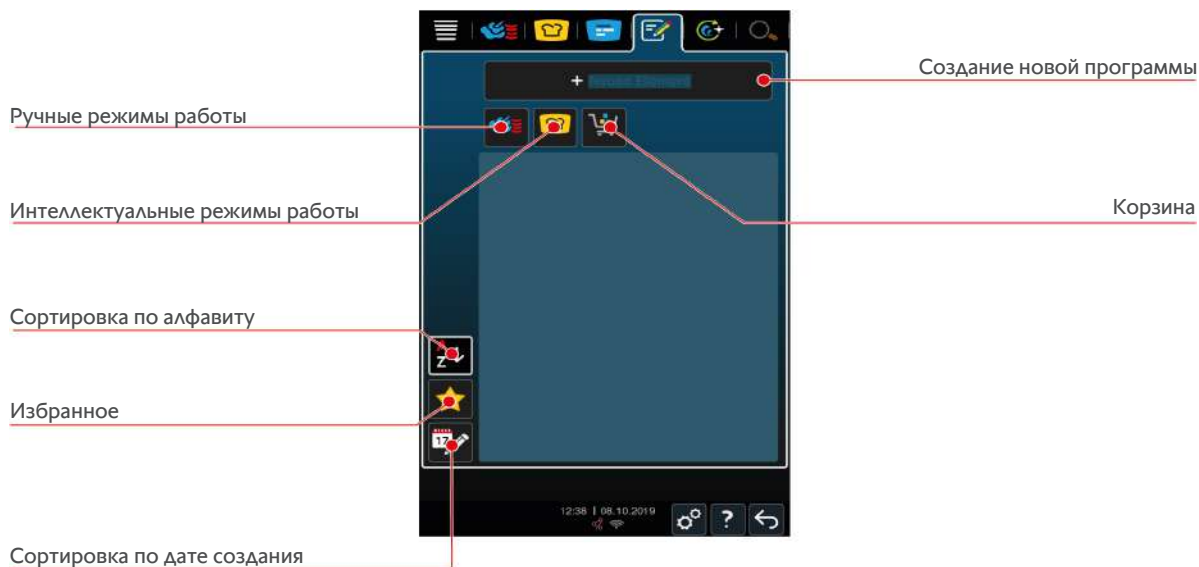 Создание новой программы
+
Ручные режимы работы
Интеллектуальные режимы работы
Корзина
Сортировка по алфавиту
Z
Избранное
17
12:38 | 08.10.2019
?
Сортировка по дате создания